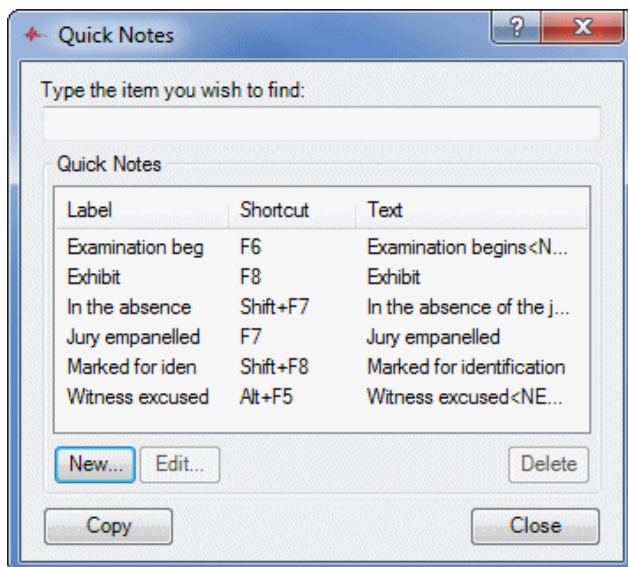 Quick Notes
Type the item you wish to find:
Quick Notes
Label Shortcut Text
Examination beg F6 Examination begins<N...
Exhibit F8 Exhibit
In the absence Shift+F7 In the absence of the j...
Jury empanelled F7 Jury empanelled
Marked for iden Shift+F8 Marked for identification
Witness excused Alt+F5 Witness excused<NE...
New... Edit... Delete
Copy Close